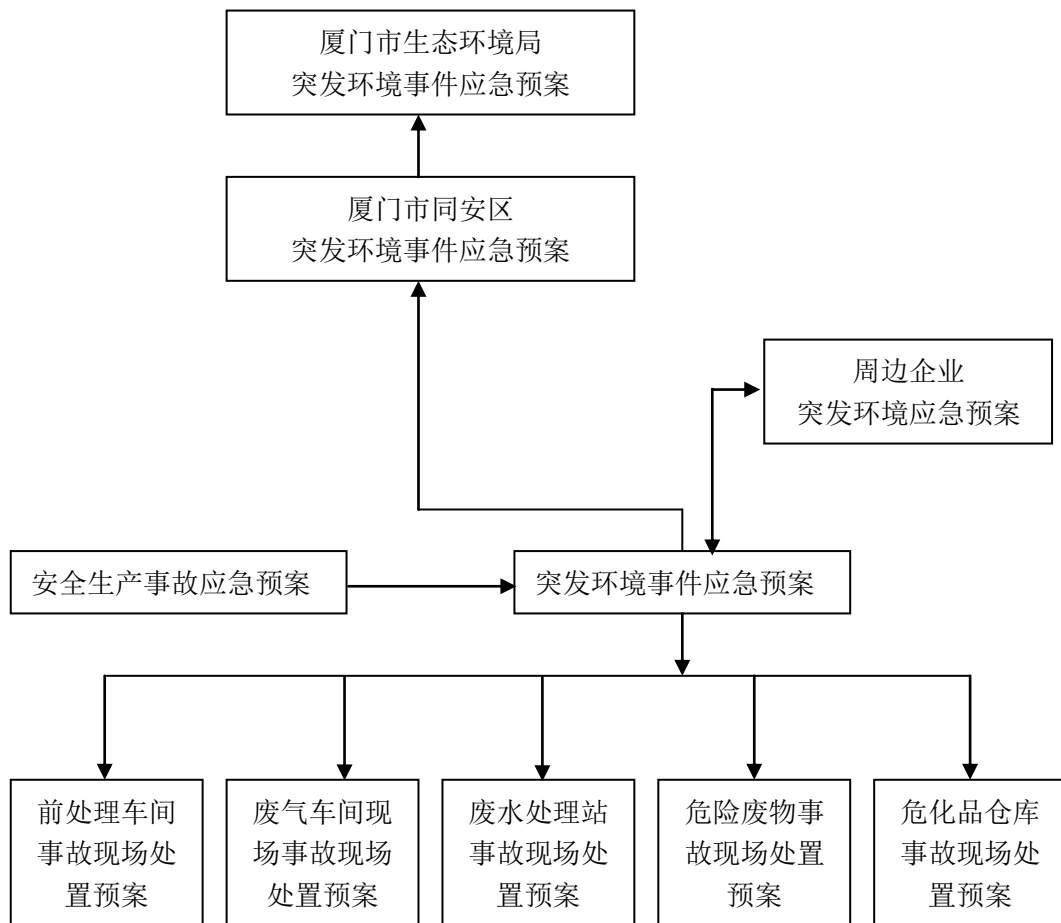 厦门市生态环境局
突发环境事件应急预案
厦门市同安区
突发环境事件应急预案
周边企业
突发环境应急预案
安全生产事故应急预案
突发环境事件应急预案
前处理车间
事故现场处
置预案
废气车间现
场事故现场
处置预案
废水处理站
事故现场处
置预案
危险废物事
故现场处置
预案
危化品仓库
事故现场处
置预案